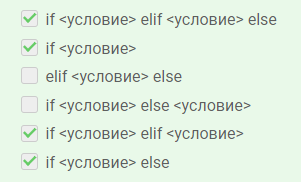 if <условие> elif <условие> else
if <условие>
elif <условие> else
if <условие> else <условие>
if <условие> elif <условие>
if <условие> else